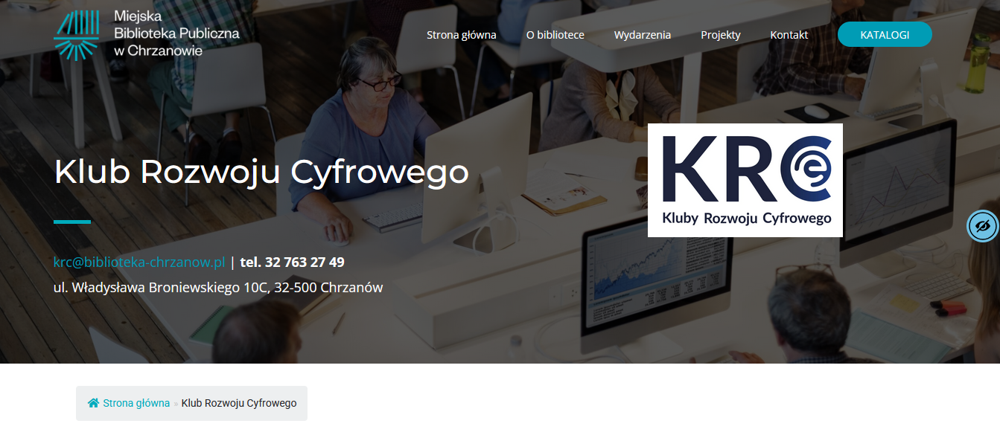 Miejska
Biblioteka Publiczna
w Chrzanowie
Strona główna
O bibliotece
Wydarzenia
Projekty
Kontakt
KATALOGI
Klub Rozwoju Cyfrowego
KRC
Kluby Rozwoju Cyfrowego
krc@biblioteka-chrzanow.pl | tel. 32 763 27 49
ul. Władysława Broniewskiego 10C, 32-500 Chrzanów
Strona główna » Klub Rozwoju Cyfrowego